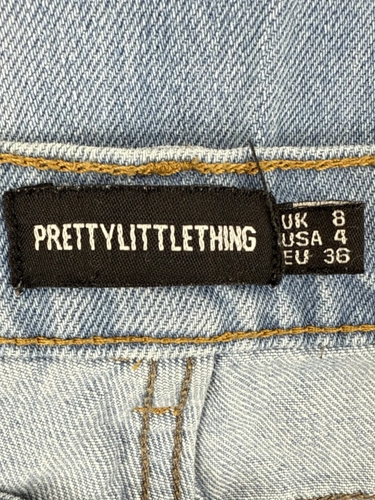 PRETTYLITTLETHING
UK 8
USA 4
EU 36